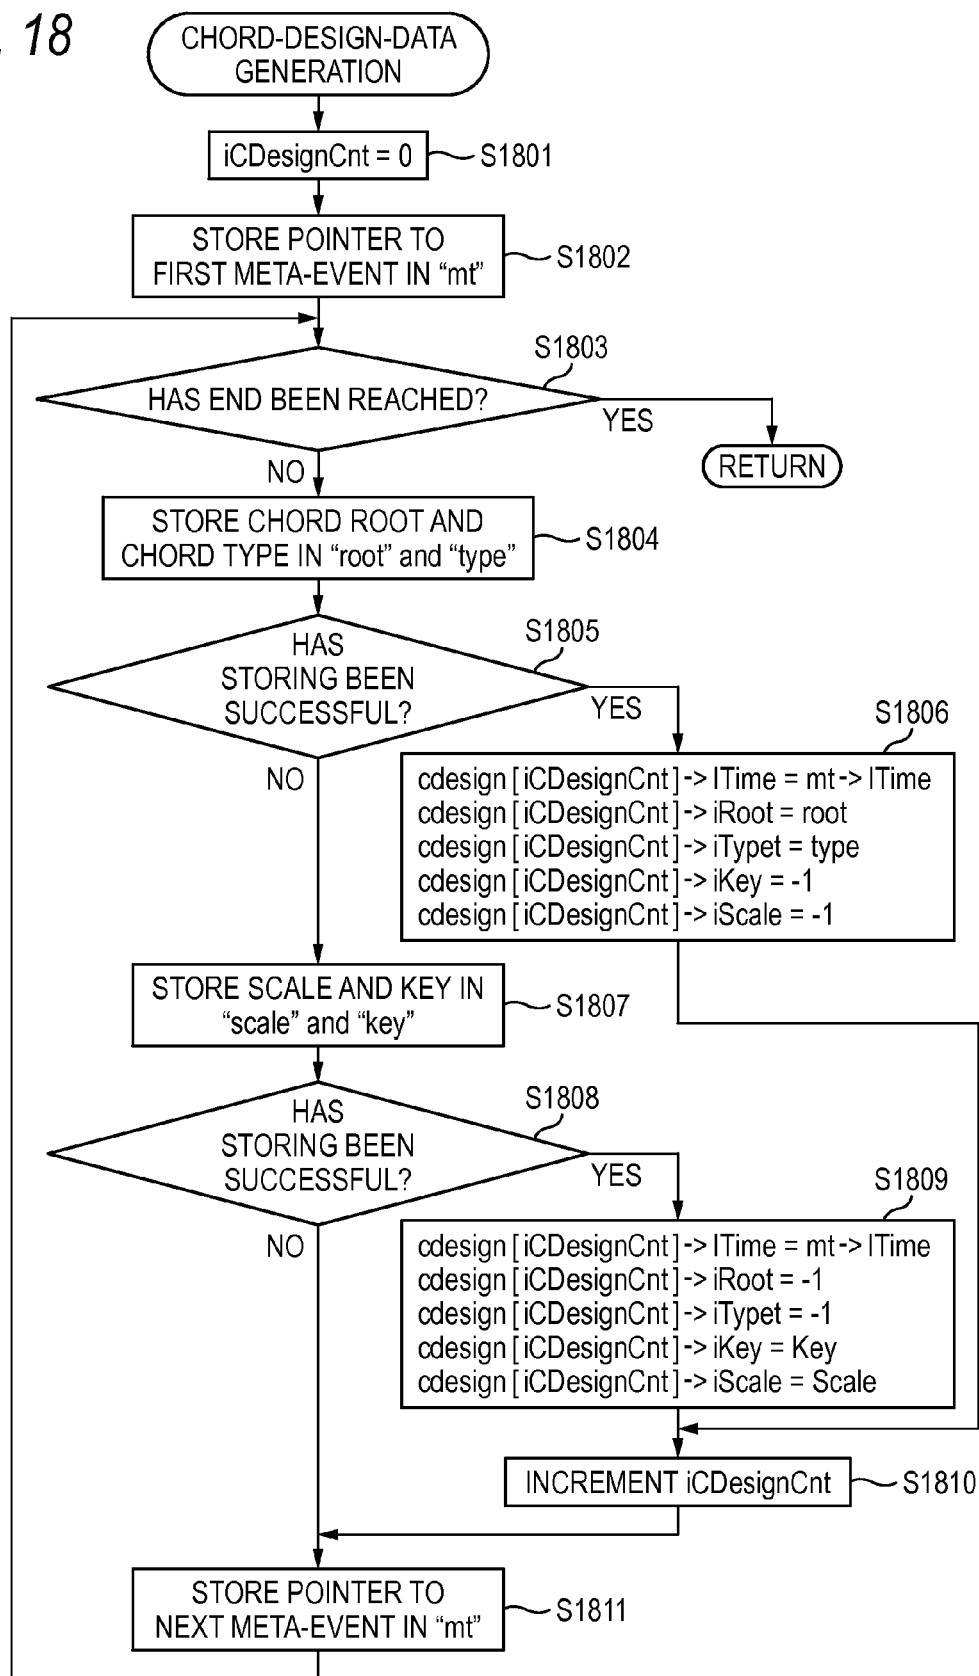 . 18
CHORD-DESIGN-DATA
GENERATION
iCDesignCnt = 0
S1801
STORE POINTER TO
FIRST META-EVENT IN “mt”
S1802
S1803
HAS END BEEN REACHED?
YES
RETURN
NO
STORE CHORD ROOT AND
CHORD TYPE IN “root” and “type”
S1804
S1805
HAS
STORING BEEN
SUCCESSFUL?
YES
NO
S1806
cdesign [iCDesignCnt] -> lTime = mt -> lTime
cdesign [iCDesignCnt] -> iRoot = root
cdesign [iCDesignCnt] -> iTypet = type
cdesign [iCDesignCnt] -> iKey = -1
cdesign [iCDesignCnt] -> iScale = -1
STORE SCALE AND KEY IN
“scale” and “key”
S1807
S1808
HAS
STORING BEEN
SUCCESSFUL?
YES
NO
S1809
cdesign [iCDesignCnt] -> lTime = mt -> lTime
cdesign [iCDesignCnt] -> iRoot = -1
cdesign [iCDesignCnt] -> iTypet = -1
cdesign [iCDesignCnt] -> iKey = Key
cdesign [iCDesignCnt] -> iScale = Scale
INCREMENT iCDesignCnt
S1810
STORE POINTER TO
NEXT META-EVENT IN “mt”
S1811